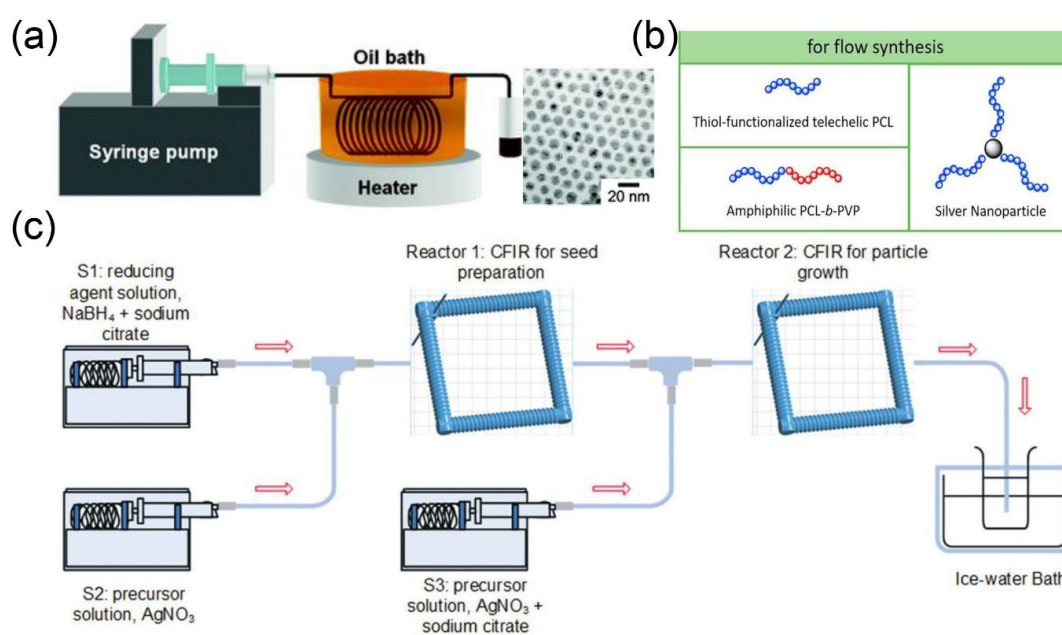 (a)
Oil bath
Syringe pump
Heater
20 nm
(b)
for flow synthesis
Thiol-functionalized telechelic PCL
Amphiphilic PCL-b-PVP
Silver Nanoparticle
(c)
S1: reducing
agent solution,
NaBH₄ + sodium
citrate
Reactor 1: CFIR for seed
preparation
Reactor 2: CFIR for particle
growth
S2: precursor
solution, AgNO₃
S3: precursor
solution, AgNO₃ +
sodium citrate
Ice-water Bath